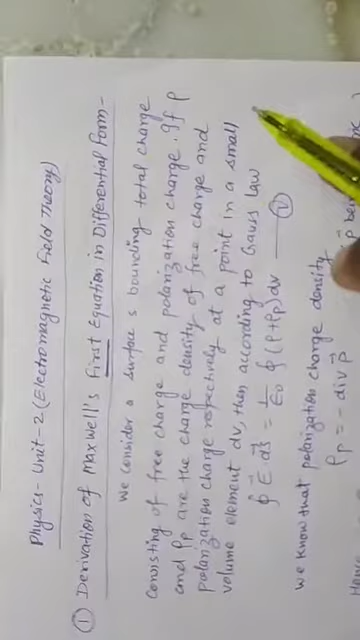 Physics - Unit-2 (Electromagnetic Field Theory)
① Derivation of Maxwell's First Equation in Differential Form -
We consider a surface s bounding total charge
consisting of free charge and polarization charge. If ρ
and ρp are the charge density of free charge and
polarization charge respectively at a point in a small
volume element dv, then according to Gauss law
∮ E⃗·ds⃗ = 1/ε₀ ∮ (ρ+ρp) dv — ①
We know that polarization charge density
ρp = - div P⃗